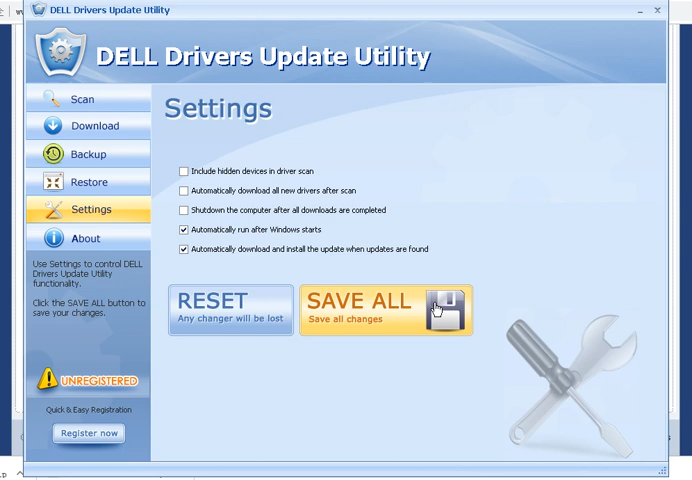 DELL Drivers Update Utility
DELL Drivers Update Utility
Scan
Download
Backup
Restore
Settings
About
Use Settings to control DELL
Drivers Update Utility
functionality.
Click the SAVE ALL button to
save your changes.
UNREGISTERED
Quick & Easy Registration
Register now
Settings
Include hidden devices in driver scan
Automatically download all new drivers after scan
Shutdown the computer after all downloads are completed
Automatically run after Windows starts
Automatically download and install the update when updates are found
RESET
Any changer will be lost
SAVE ALL
Save all changes